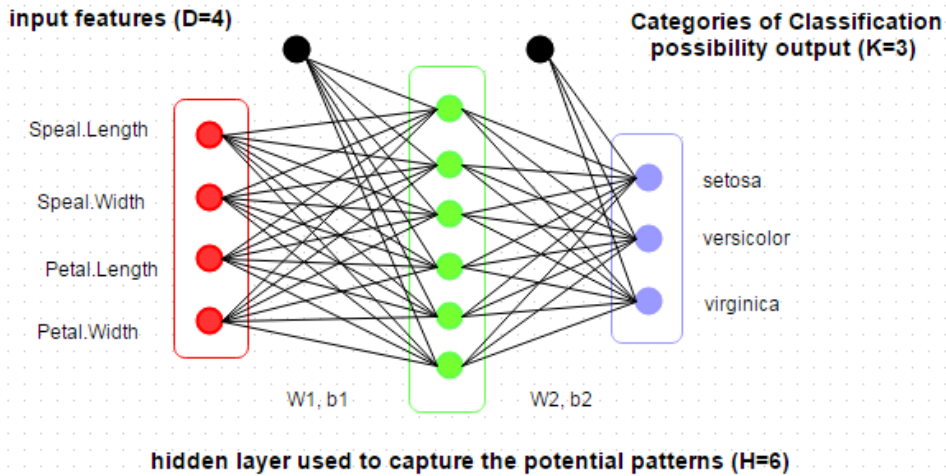 input features (D=4)
Categories of Classification
possibility output (K=3)
Speal.Length
Speal.Width
Petal.Length
Petal.Width
setosa
versicolor
virginica
W1, b1
W2, b2
hidden layer used to capture the potential patterns (H=6)